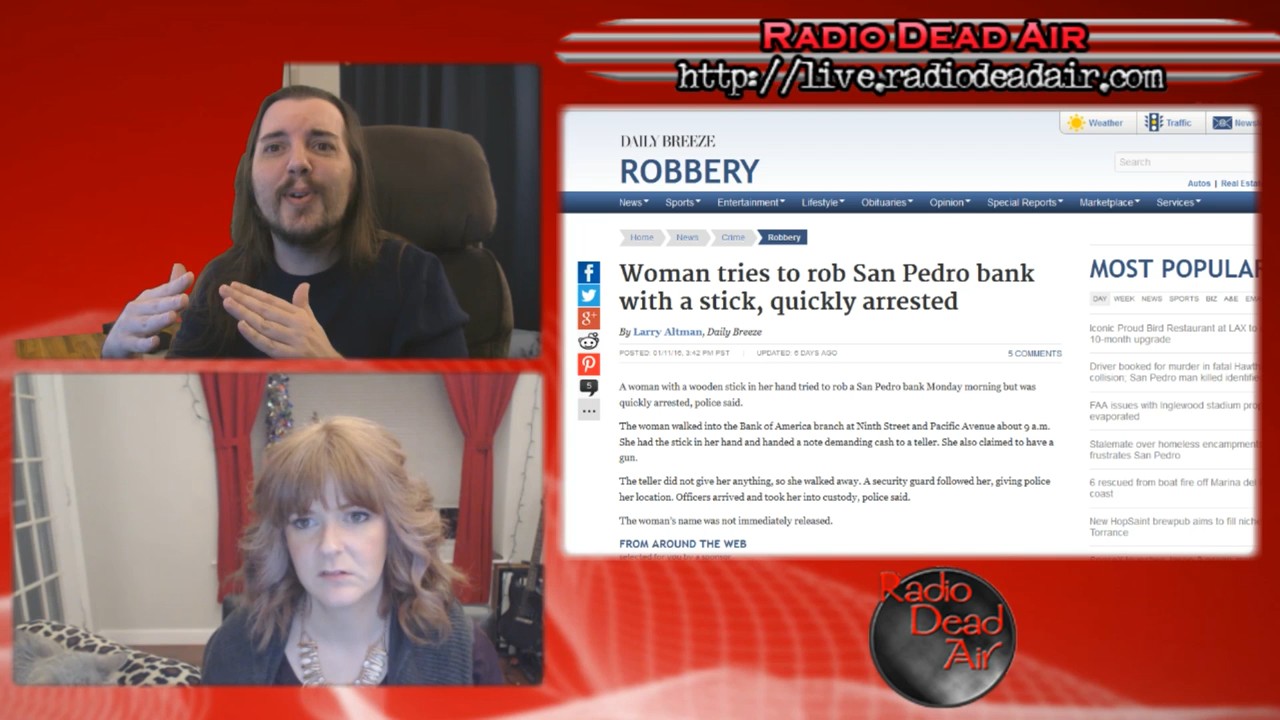 RADIO DEAD AIR
http://live.radiodeadair.com
Weather
Traffic
DAILY BREEZE
ROBBERY
Search
Autos | Real
News Sports Entertainment Lifestyle Obituaries Opinion Special Reports Marketplace Services
Home News Crime Robbery
Woman tries to rob San Pedro bank
with a stick, quickly arrested
By Larry Altman, Daily Breeze
POSTED: 01/11/16, 3:42 PM PST | UPDATED: 6 DAYS AGO
5 COMMENTS
5
A woman with a wooden stick in her hand tried to rob a San Pedro bank Monday morning but was
quickly arrested, police said.
The woman walked into the Bank of America branch at Ninth Street and Pacific Avenue about 9 a.m.
She had the stick in her hand and handed a note demanding cash to a teller. She also claimed to have a
gun.
The teller did not give her anything, so she walked away. A security guard followed her, giving police
her location. Officers arrived and took her into custody, police said.
The woman's name was not immediately released.
FROM AROUND THE WEB
selected for you by a sponsor
MOST POPULAR
DAY WEEK NEWS SPORTS BIZ A&E
Iconic Proud Bird Restaurant at LAX to
10-month upgrade
Driver booked for murder in fatal
collision, San Pedro man killed
FAA issues with Inglewood stadium
evaporated
Stalemate over homeless
frustrates San Pedro
6 rescued from boat fire off Marina del
coast
New HopSaint brewpub aims to fill
Torrance
Radio
Dead
Air